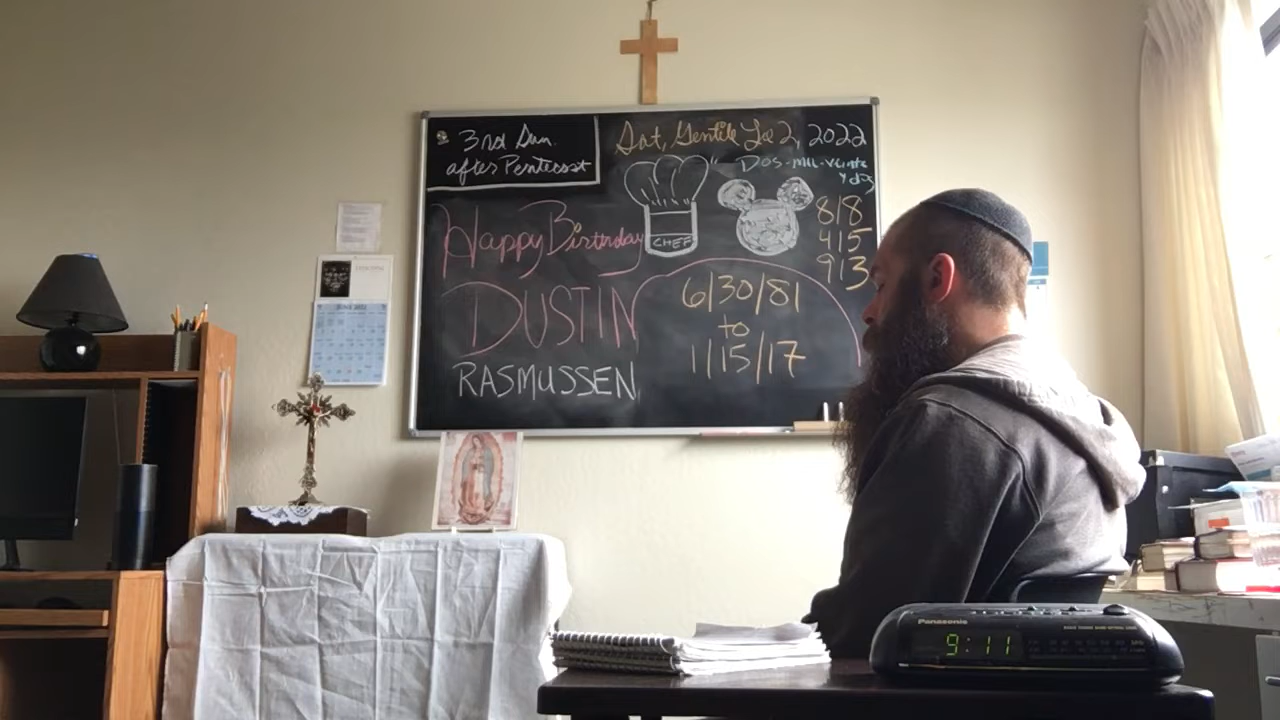 3rd Sun.
after Pentecost
Sat, Gentile 2, 2022
Dos-mil-veinte
y dos
Happy Birthday
CHEF
DUSTIN
RASMUSSEN
6/30/81
to
1/15/17
818
415
913
Panasonic
9:11